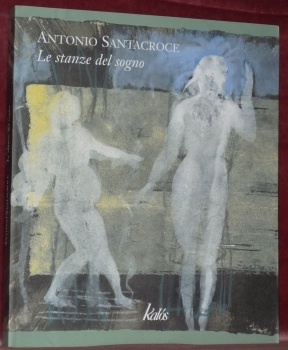 ANTONIO SANTACROCE
Le stanze del sogno
Kalós